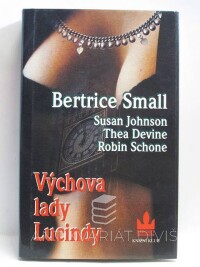 Bertrice Small
Susan Johnson
Thea Devine
Robin Schone
Výchova
lady
Lucindy